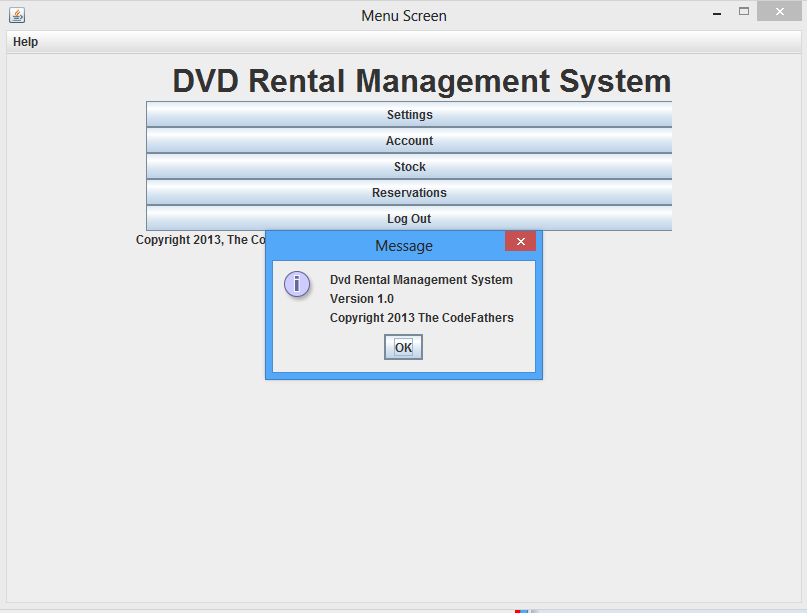 Menu Screen
Help
DVD Rental Management System
Settings
Account
Stock
Reservations
Log Out
Copyright 2013, The Co
Message
Dvd Rental Management System
Version 1.0
Copyright 2013 The CodeFathers
OK